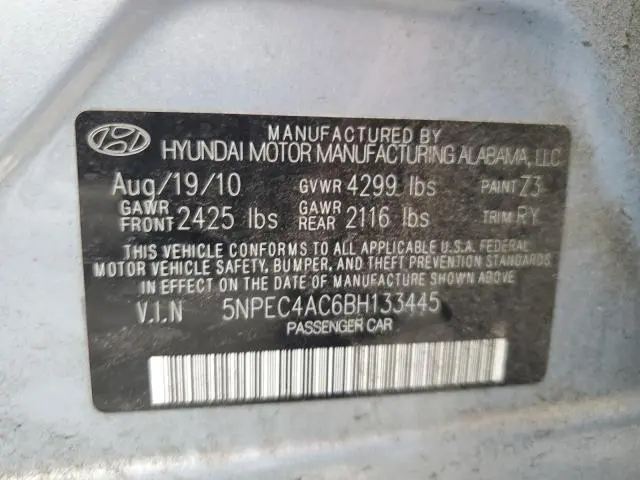 MANUFACTURED BY
HYUNDAI MOTOR MANUFACTURING ALABAMA, LLC
Aug/19/10 GVWR 4299 lbs PAINT Z3
GAWR FRONT 2425 lbs GAWR REAR 2116 lbs TRIM RY
THIS VEHICLE CONFORMS TO ALL APPLICABLE U.S.A. FEDERAL
MOTOR VEHICLE SAFETY, BUMPER, AND THEFT PREVENTION STANDARDS
IN EFFECT ON THE DATE OF MANUFACTURE SHOWN ABOVE
V.I.N 5NPEC4AC6BH133445
PASSENGER CAR